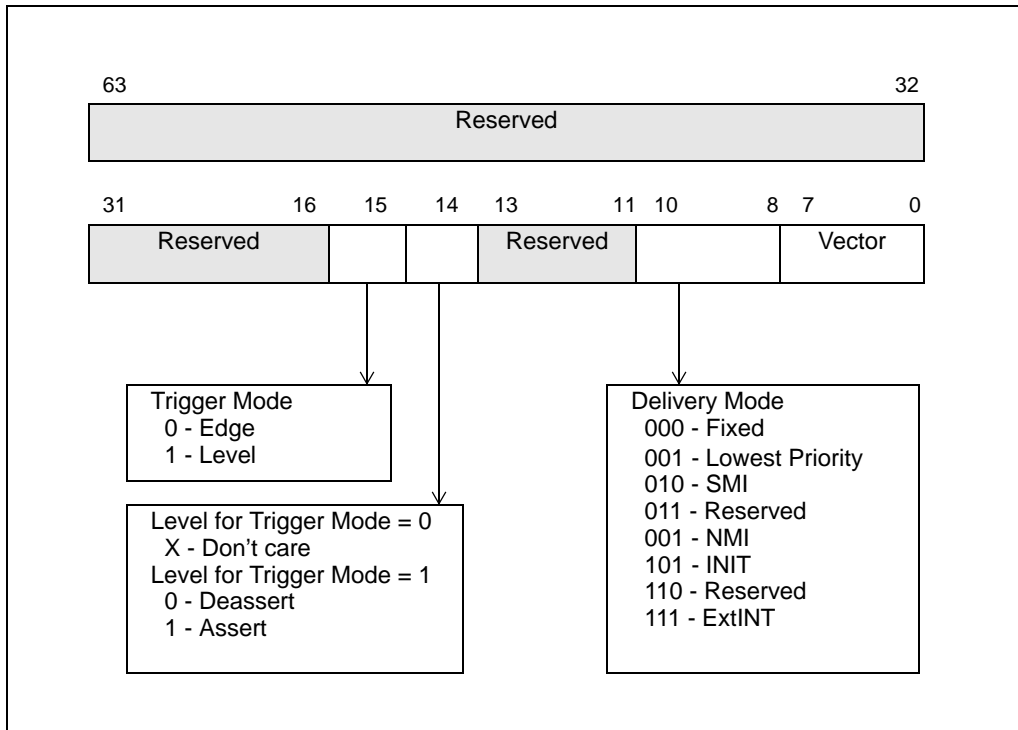 63 32
Reserved
31 16 15 14 13 11 10 8 7 0
Reserved Reserved Vector
Trigger Mode
0 - Edge
1 - Level
Level for Trigger Mode = 0
X - Don't care
Level for Trigger Mode = 1
0 - Deassert
1 - Assert
Delivery Mode
000 - Fixed
001 - Lowest Priority
010 - SMI
011 - Reserved
001 - NMI
101 - INIT
110 - Reserved
111 - ExtINT